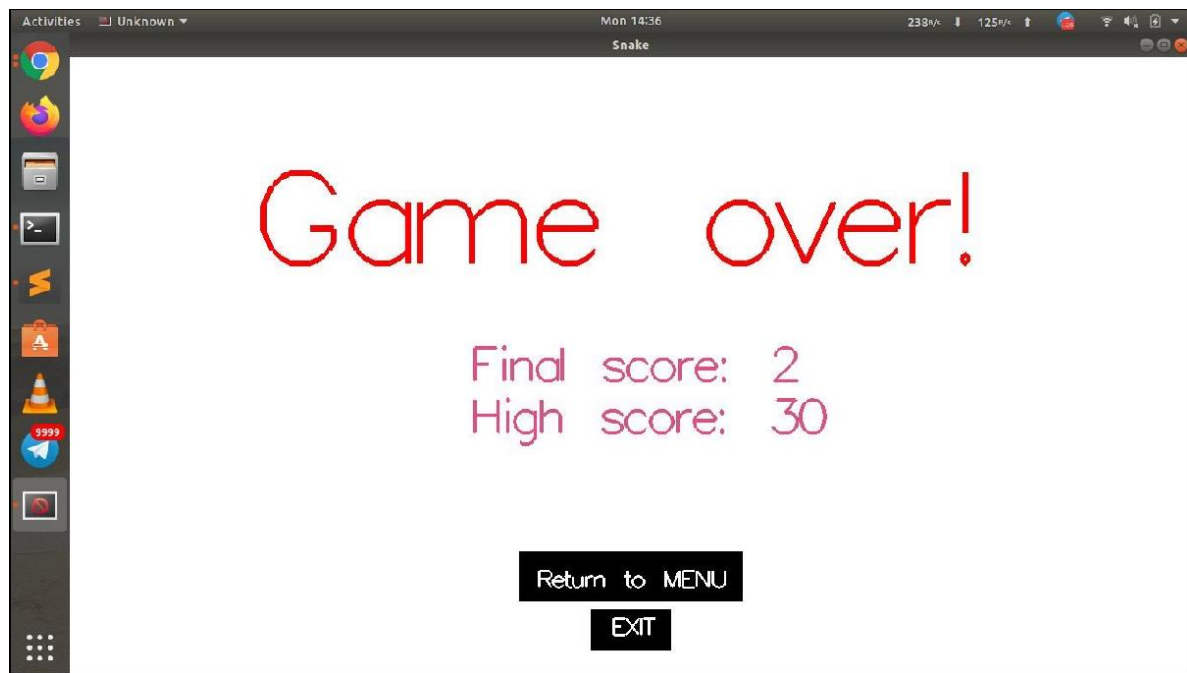 Activities Unknown Mon 14:36
Snake
9999
Game over!
Final score: 2
High score: 30
Return to MENU
EXIT